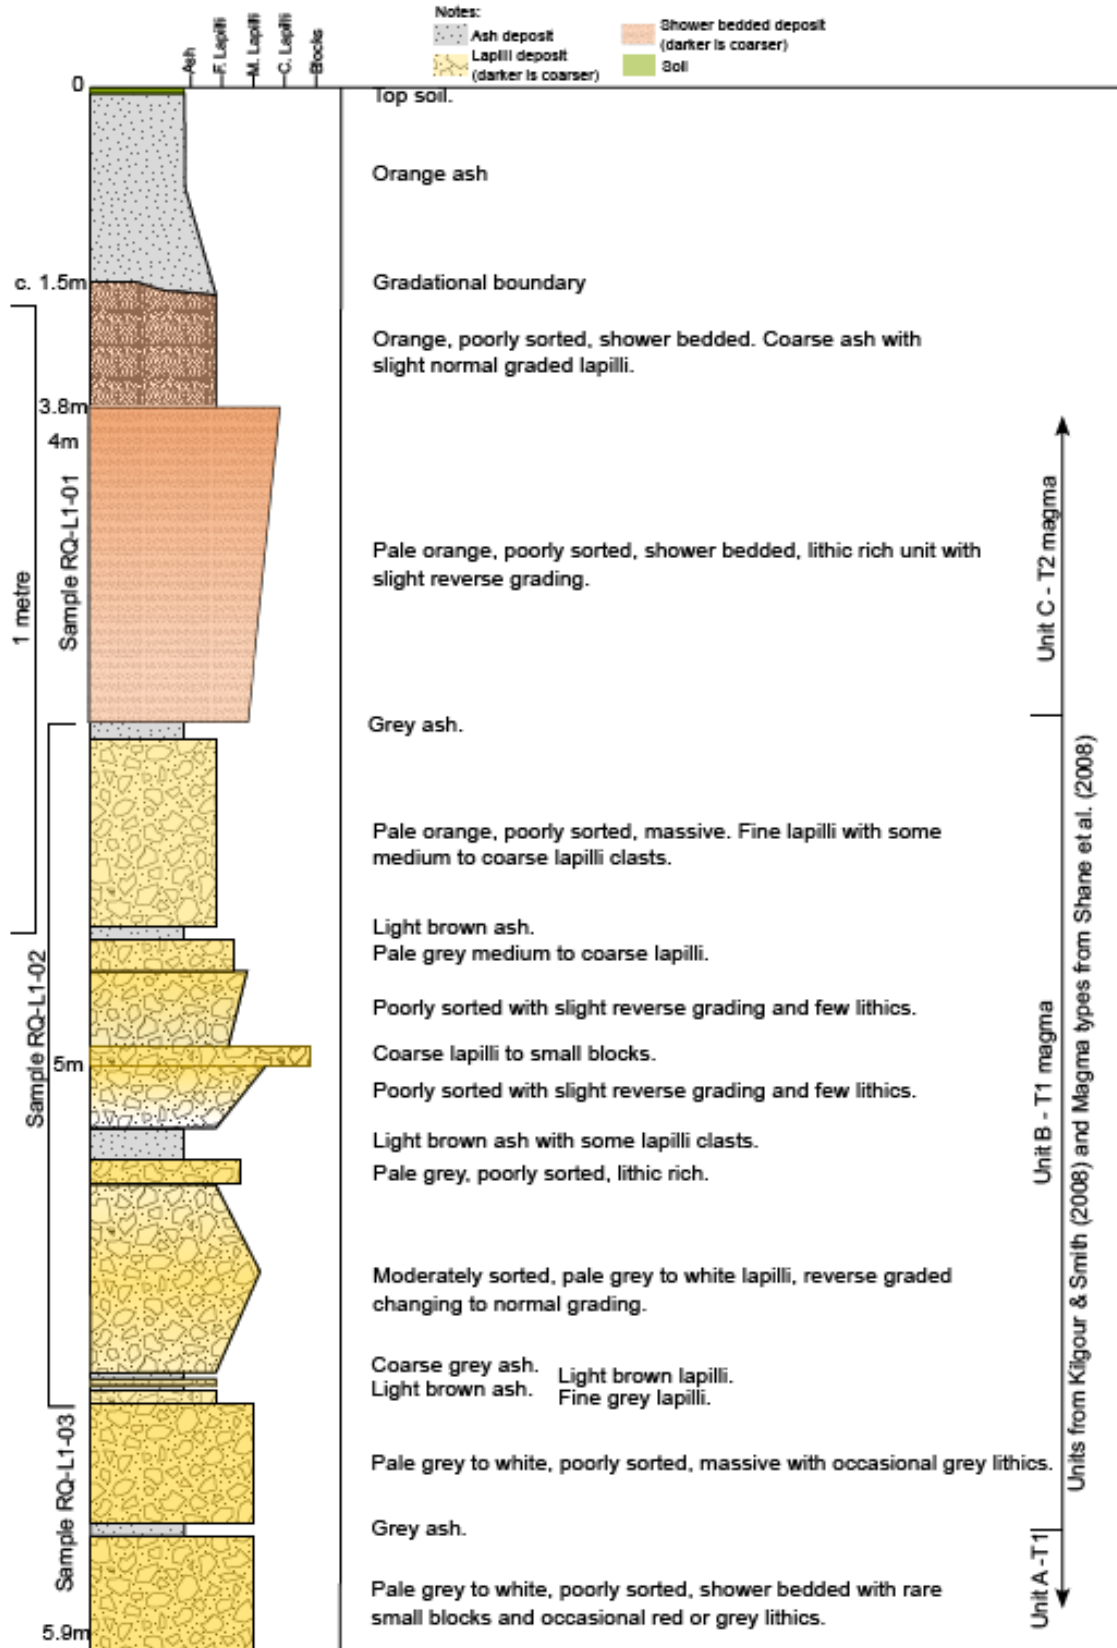 Notes:
Ash deposit
Lapilli deposit
(darker is coarser)
Shower bedded deposit
(darker is coarser)
Soil
Ash
F. Lapilli
M. Lapilli
C. Lapilli
Blocks
0
Top soil.
Orange ash
c. 1.5m
Gradational boundary
Orange, poorly sorted, shower bedded. Coarse ash with
slight normal graded lapilli.
3.8m
4m
Sample RQ-L1-01
1 metre
Pale orange, poorly sorted, shower bedded, lithic rich unit with
slight reverse grading.
Unit C - T2 magma
Grey ash.
Pale orange, poorly sorted, massive. Fine lapilli with some
medium to coarse lapilli clasts.
Light brown ash.
Pale grey medium to coarse lapilli.
Sample RQ-L1-02
Poorly sorted with slight reverse grading and few lithics.
Coarse lapilli to small blocks.
5m
Poorly sorted with slight reverse grading and few lithics.
Unit B - T1 magma
Light brown ash with some lapilli clasts.
Pale grey, poorly sorted, lithic rich.
Moderately sorted, pale grey to white lapilli, reverse graded
changing to normal grading.
Coarse grey ash.
Light brown lapilli.
Light brown ash.
Fine grey lapilli.
Sample RQ-L1-03
Pale grey to white, poorly sorted, massive with occasional grey lithics.
Grey ash.
Unit A -T1
Pale grey to white, poorly sorted, shower bedded with rare
small blocks and occasional red or grey lithics.
5.9m
Units from Kilgour & Smith (2008) and Magma types from Shane et al. (2008)